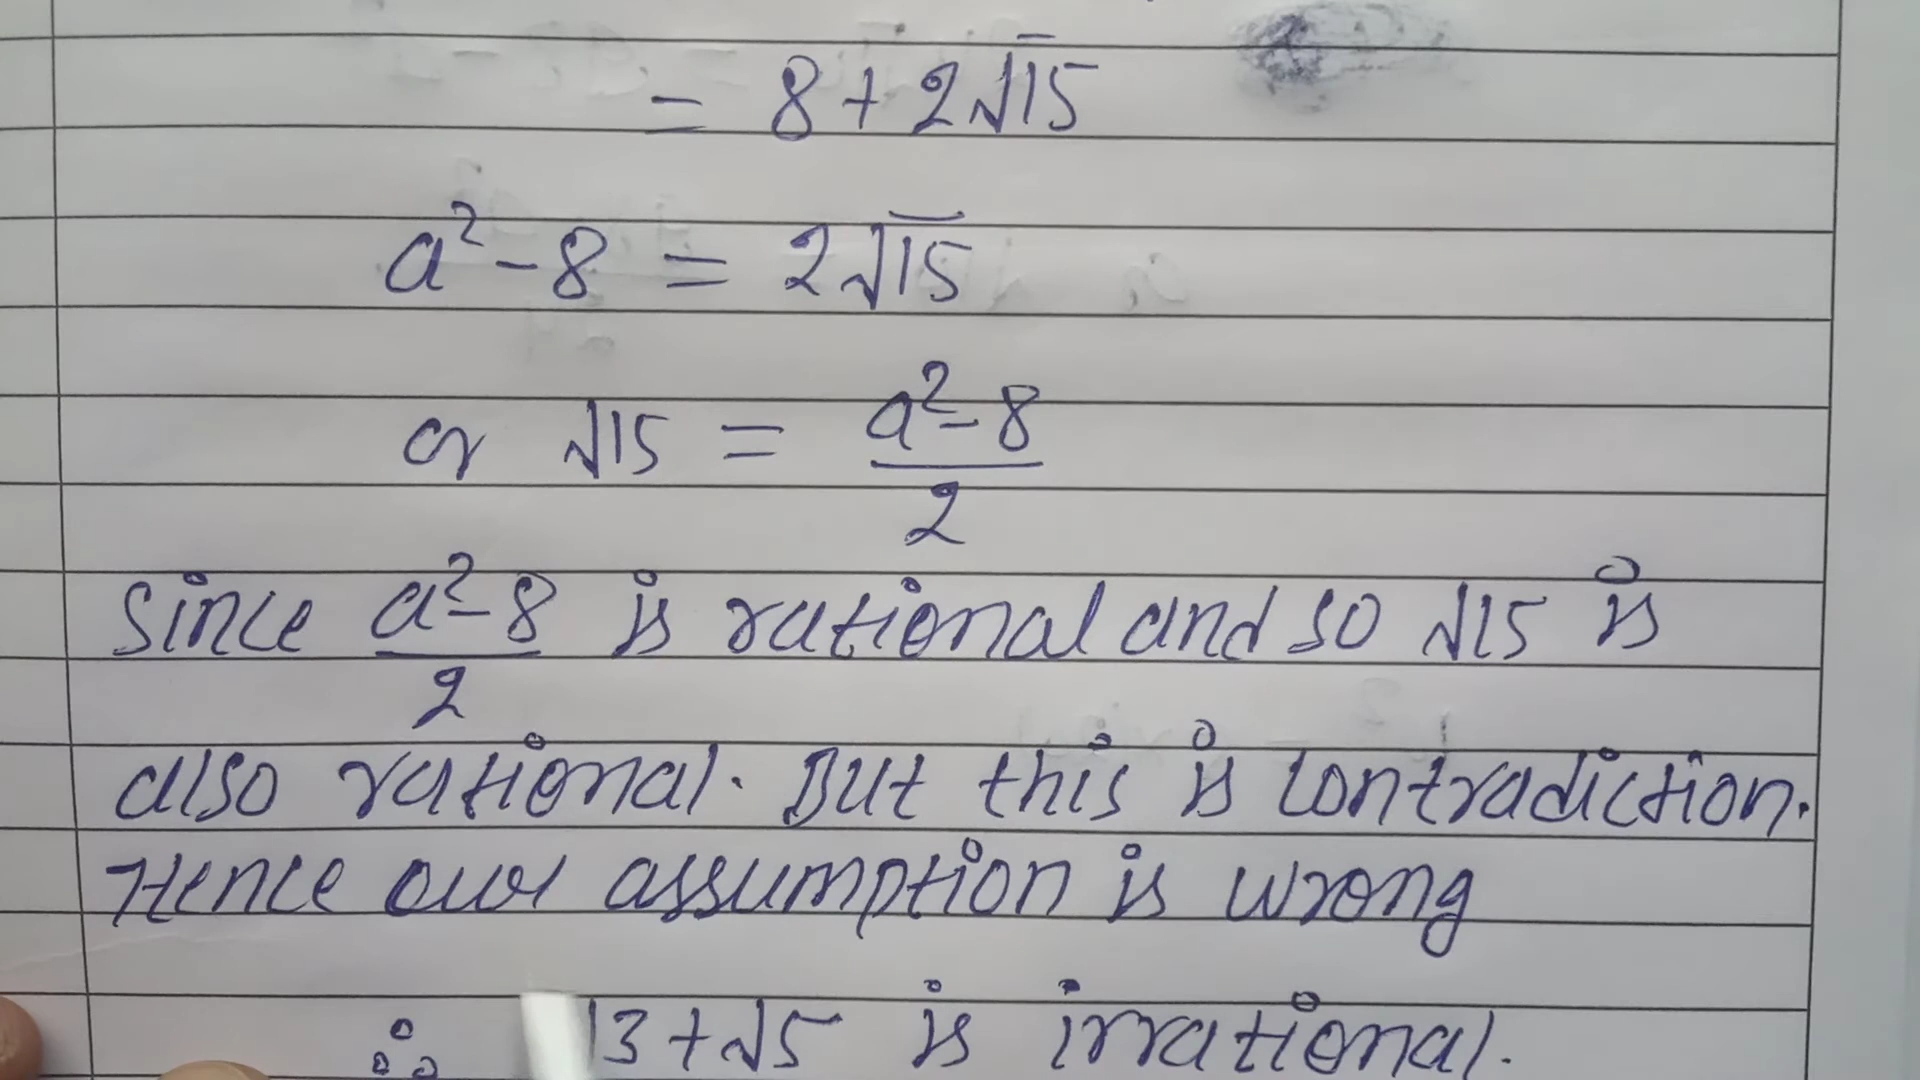 = 8 + 2√15
a² - 8 = 2√15
or √15 = a² - 8 / 2
Since a² - 8 / 2 is rational and so √15 is
also rational. But this is contradiction.
Hence our assumption is wrong
∴ √3 + √5 is irrational.